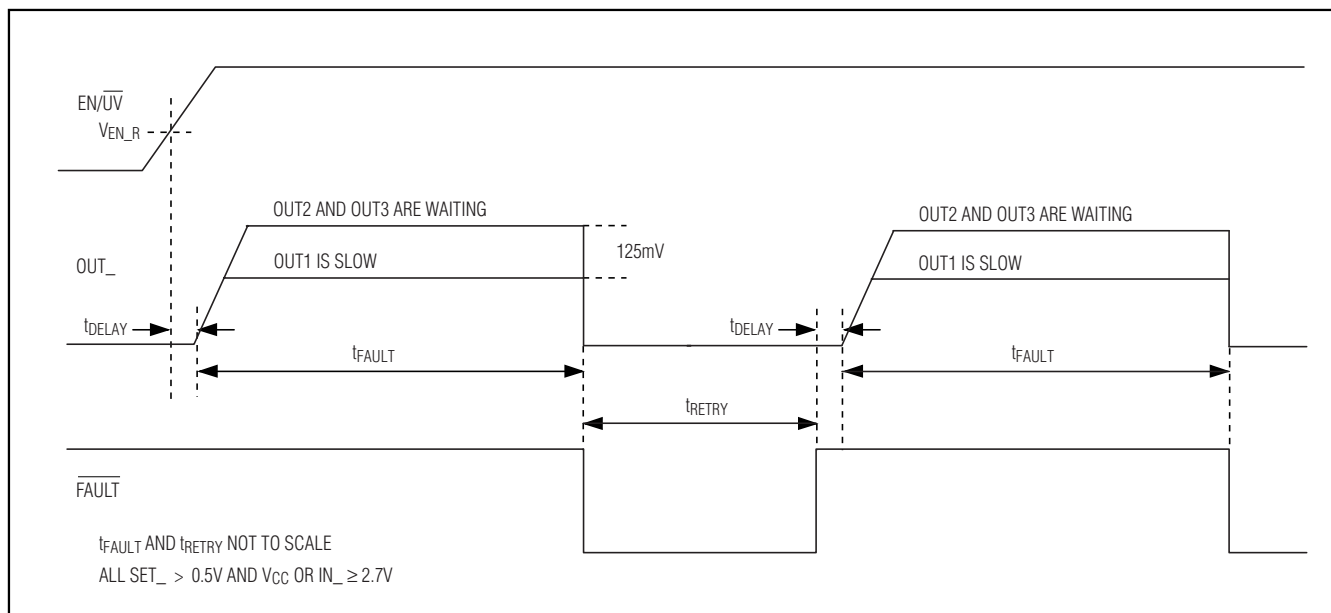 EN/U̅V̅
VEN_R
OUT2 AND OUT3 ARE WAITING
OUT2 AND OUT3 ARE WAITING
125mV
OUT_
OUT1 IS SLOW
OUT1 IS SLOW
tDELAY
tDELAY
tFAULT
tFAULT
tRETRY
F̅A̅U̅L̅T̅
tFAULT AND tRETRY NOT TO SCALE
ALL SET_ > 0.5V AND VCC OR IN_ ≥ 2.7V